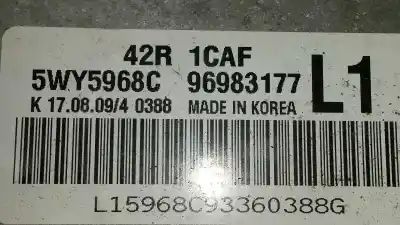 42R 1CAF
5WY5968C 96983177 L1
K 17.08.09/4 0388 MADE IN KOREA
L15968C93360388G